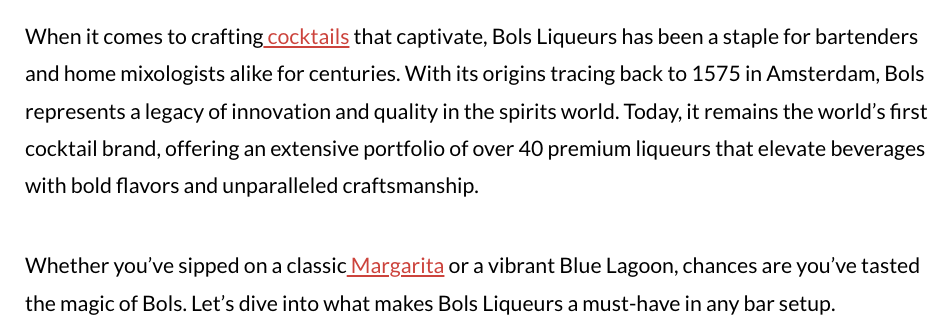 When it comes to crafting cocktails that captivate, Bols Liqueurs has been a staple for bartenders
and home mixologists alike for centuries. With its origins tracing back to 1575 in Amsterdam, Bols
represents a legacy of innovation and quality in the spirits world. Today, it remains the world’s first
cocktail brand, offering an extensive portfolio of over 40 premium liqueurs that elevate beverages
with bold flavors and unparalleled craftsmanship.
Whether you’ve sipped on a classic Margarita or a vibrant Blue Lagoon, chances are you’ve tasted
the magic of Bols. Let’s dive into what makes Bols Liqueurs a must-have in any bar setup.